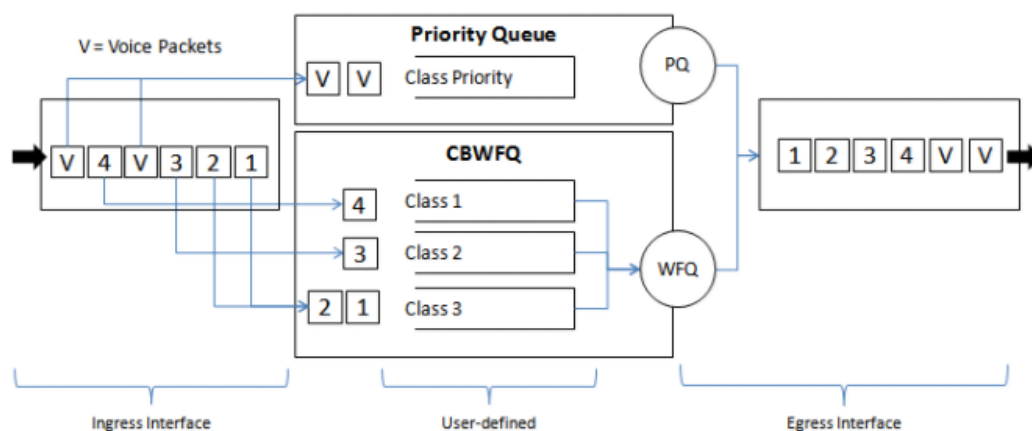 V = Voice Packets
Priority Queue
V V Class Priority
PQ
V 4 V 3 2 1
CBWFQ
4 Class 1
3 Class 2
2 1 Class 3
WFQ
1 2 3 4 V V
Ingress Interface
User-defined
Egress Interface